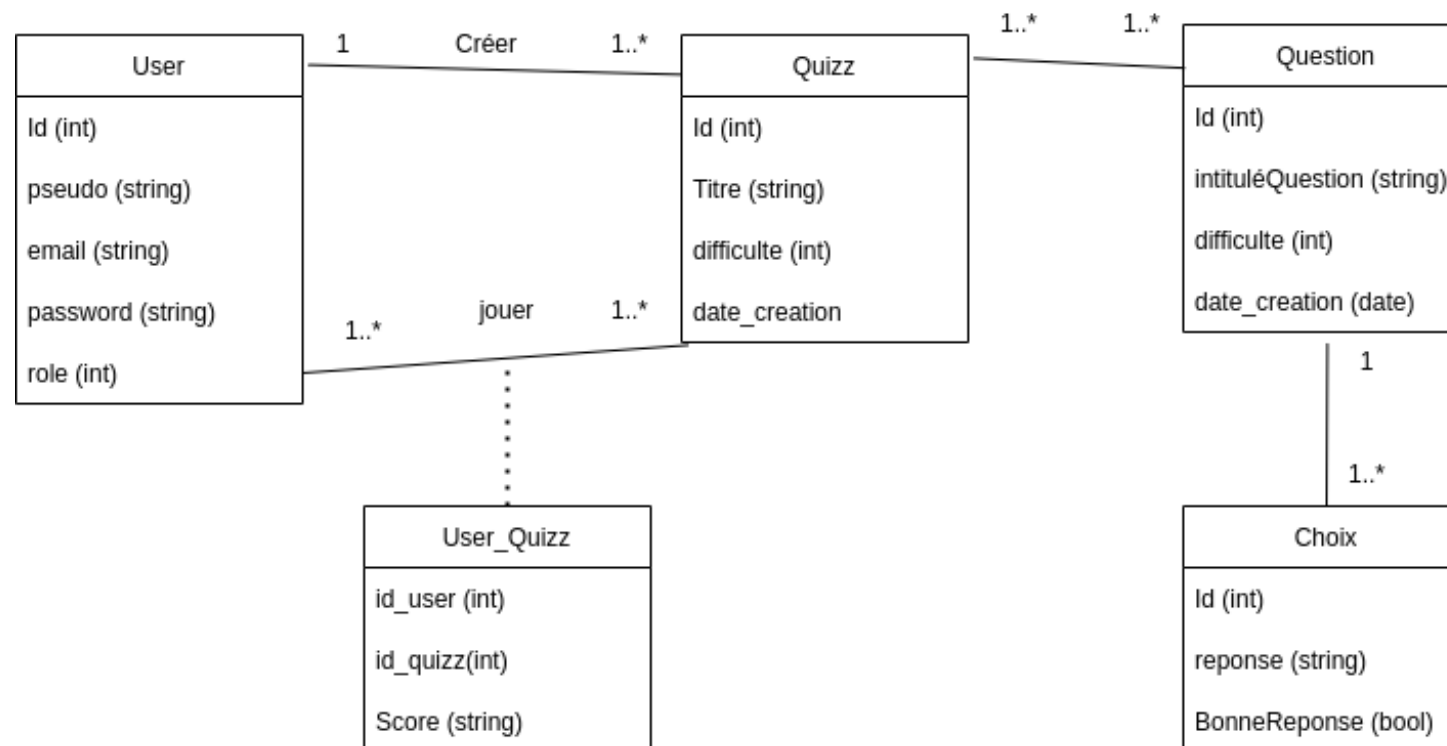 User
Id (int)
pseudo (string)
email (string)
password (string)
role (int)
1
Créer
1..*
1..*
jouer
1..*
Quizz
Id (int)
Titre (string)
difficulte (int)
date_creation
1..*
1..*
Question
Id (int)
intituléQuestion (string)
difficulte (int)
date_creation (date)
1
1..*
User_Quizz
id_user (int)
id_quizz(int)
Score (string)
Choix
Id (int)
reponse (string)
BonneReponse (bool)